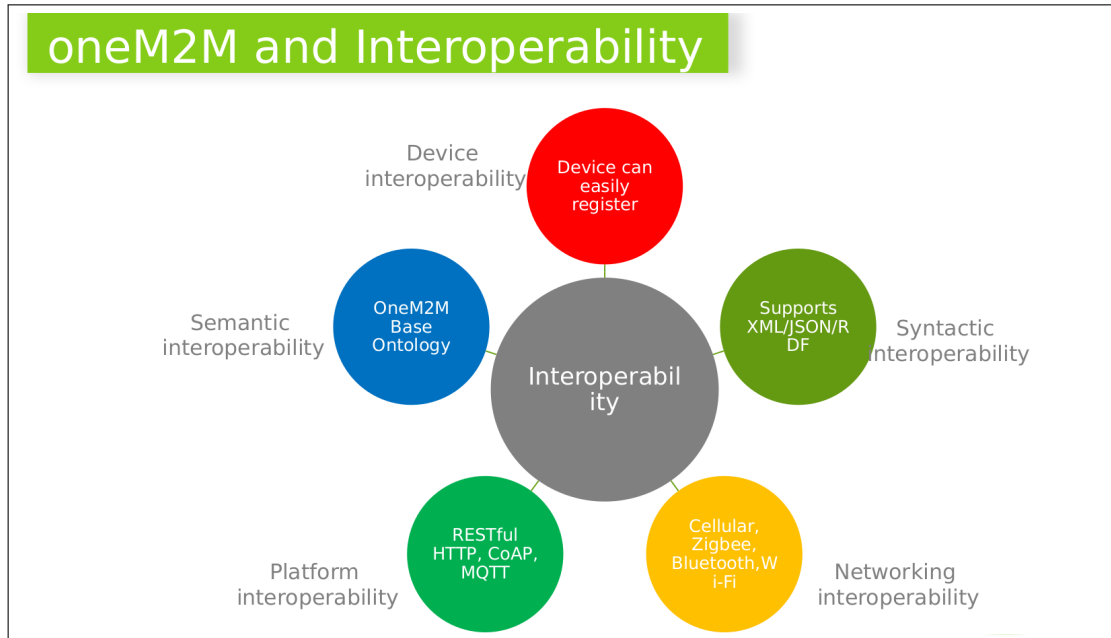 oneM2M and Interoperability
Device
interoperability
Device can
easily
register
OneM2M
Base
Ontology
Semantic
interoperability
Supports
XML/JSON/R
DF
Syntactic
interoperability
Interoperabil
ity
RESTful
HTTP, CoAP,
MQTT
Platform
interoperability
Cellular,
Zigbee,
Bluetooth,W
i-Fi
Networking
interoperability